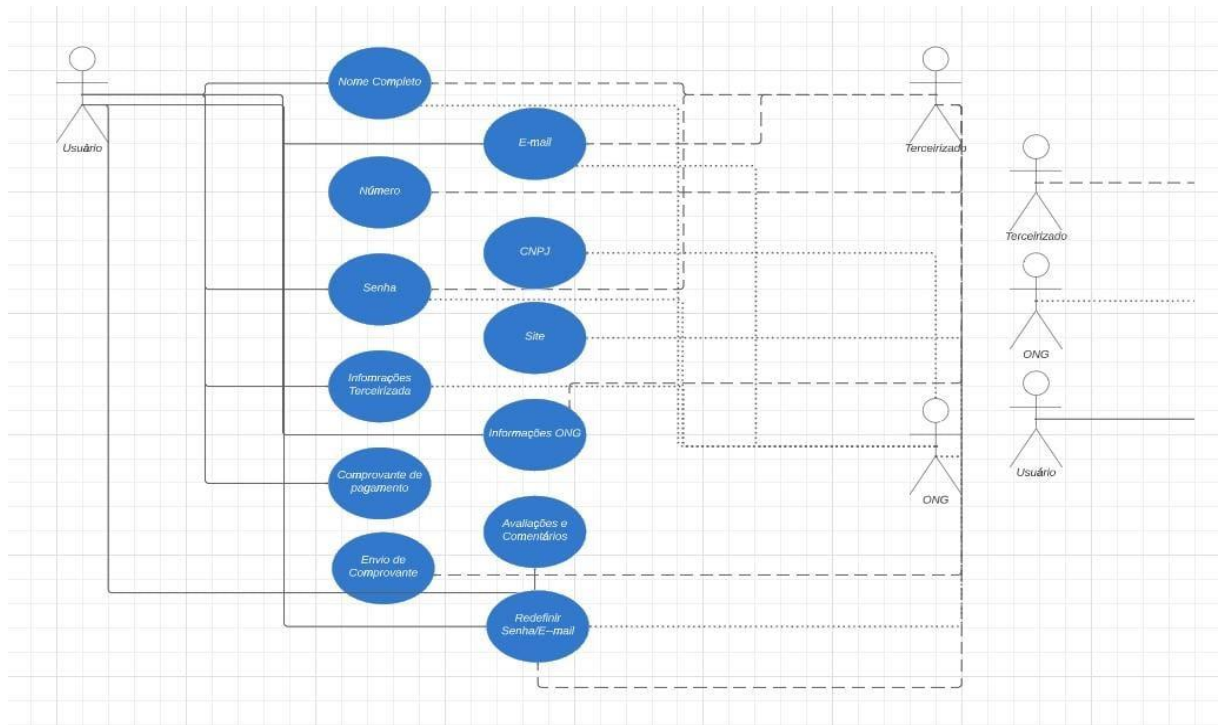 Nome Completo
Usuário
E-mail
Terceirizado
Número
Terceirizado
CNPJ
Senha
Site
ONG
Infomrações
Terceirizada
Informações ONG
Usuário
Comprovante de
pagamento
ONG
Avaliações e
Comentários
Envio de
Comprovante
Redefinir
Senha/E--mail